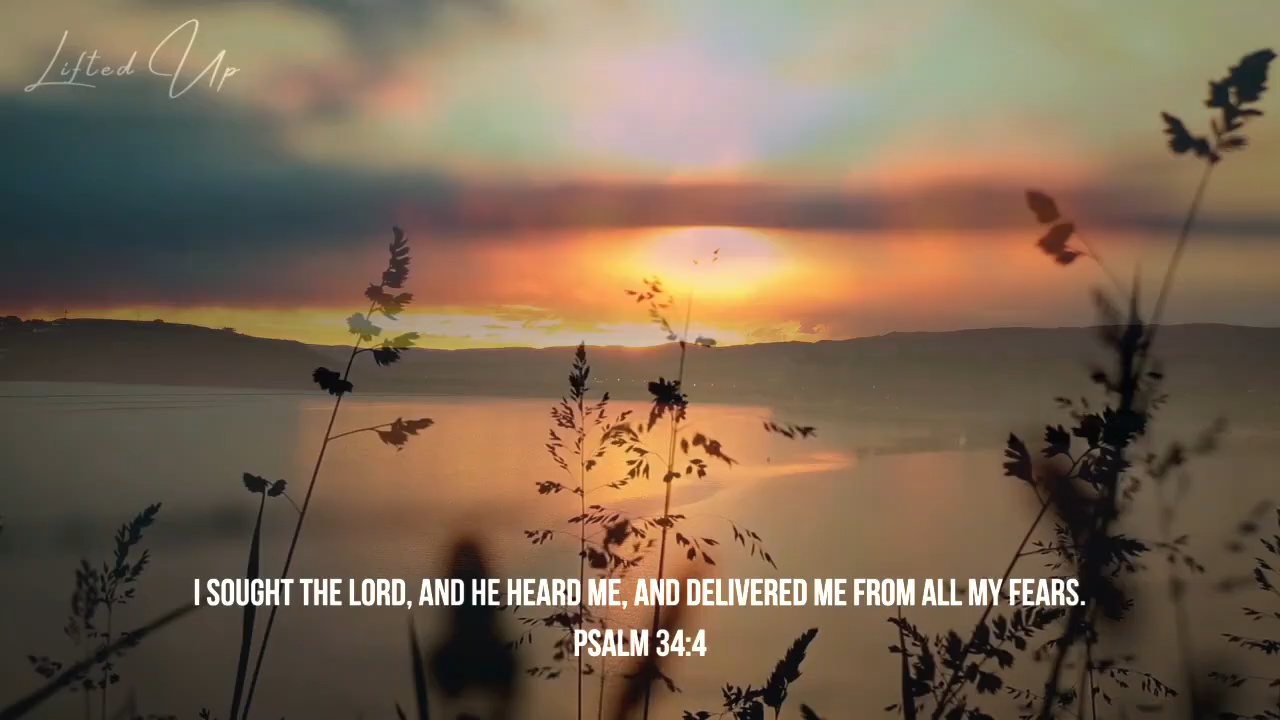 Lifted Up
I SOUGHT THE LORD, AND HE HEARD ME, AND DELIVERED ME FROM ALL MY FEARS.
PSALM 34:4